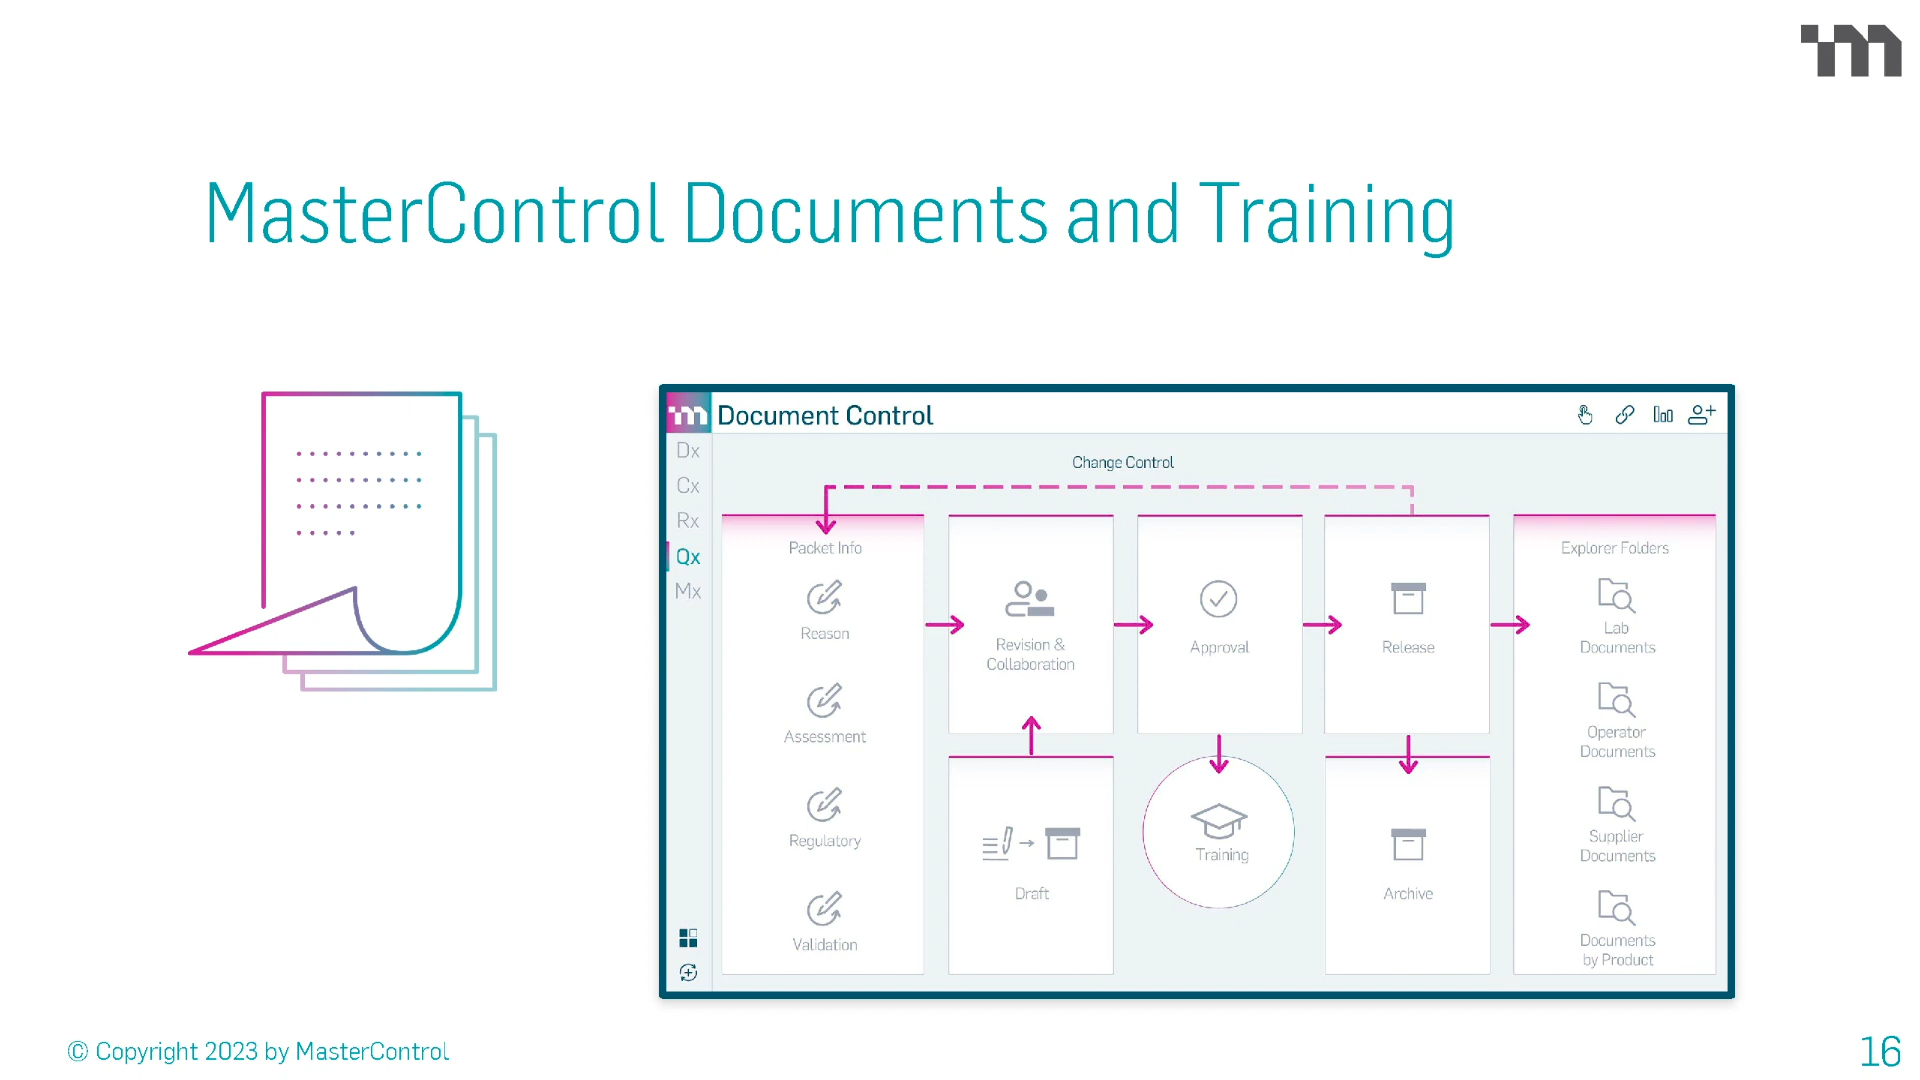 MasterControl Documents and Training
Document Control
Dx
Cx
Rx
Qx
Mx
Change Control
Packet Info
Reason
Assessment
Regulatory
Validation
Revision &
Collaboration
Draft
Approval
Training
Release
Archive
Explorer Folders
Lab
Documents
Operator
Documents
Supplier
Documents
Documents
by Product
© Copyright 2023 by MasterControl
16